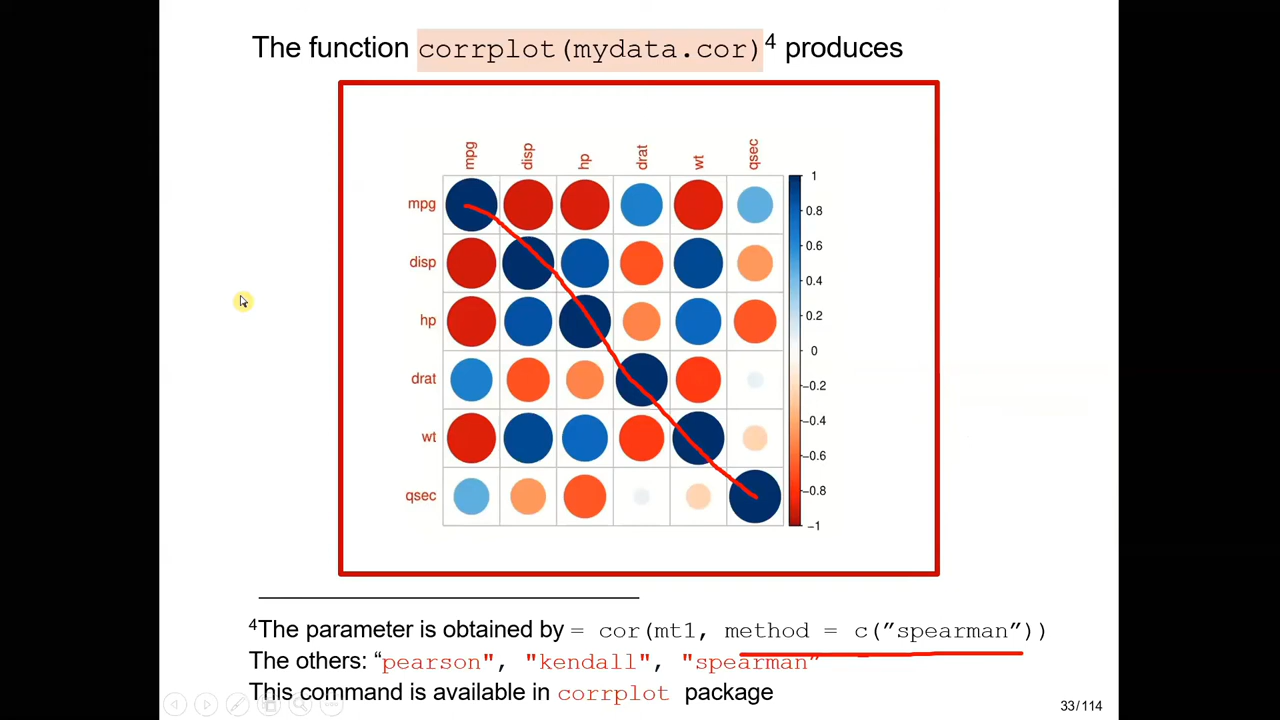 The function corrplot(mydata.cor)4 produces
mpg disp hp drat wt qsec
mpg
disp
hp
drat
wt
qsec
1
0.8
0.6
0.4
0.2
0
−0.2
−0.4
−0.6
−0.8
−1
4The parameter is obtained by = cor(mt1, method = c(”spearman”))
The others: “pearson", "kendall", "spearman”
This command is available in corrplot package
33/114